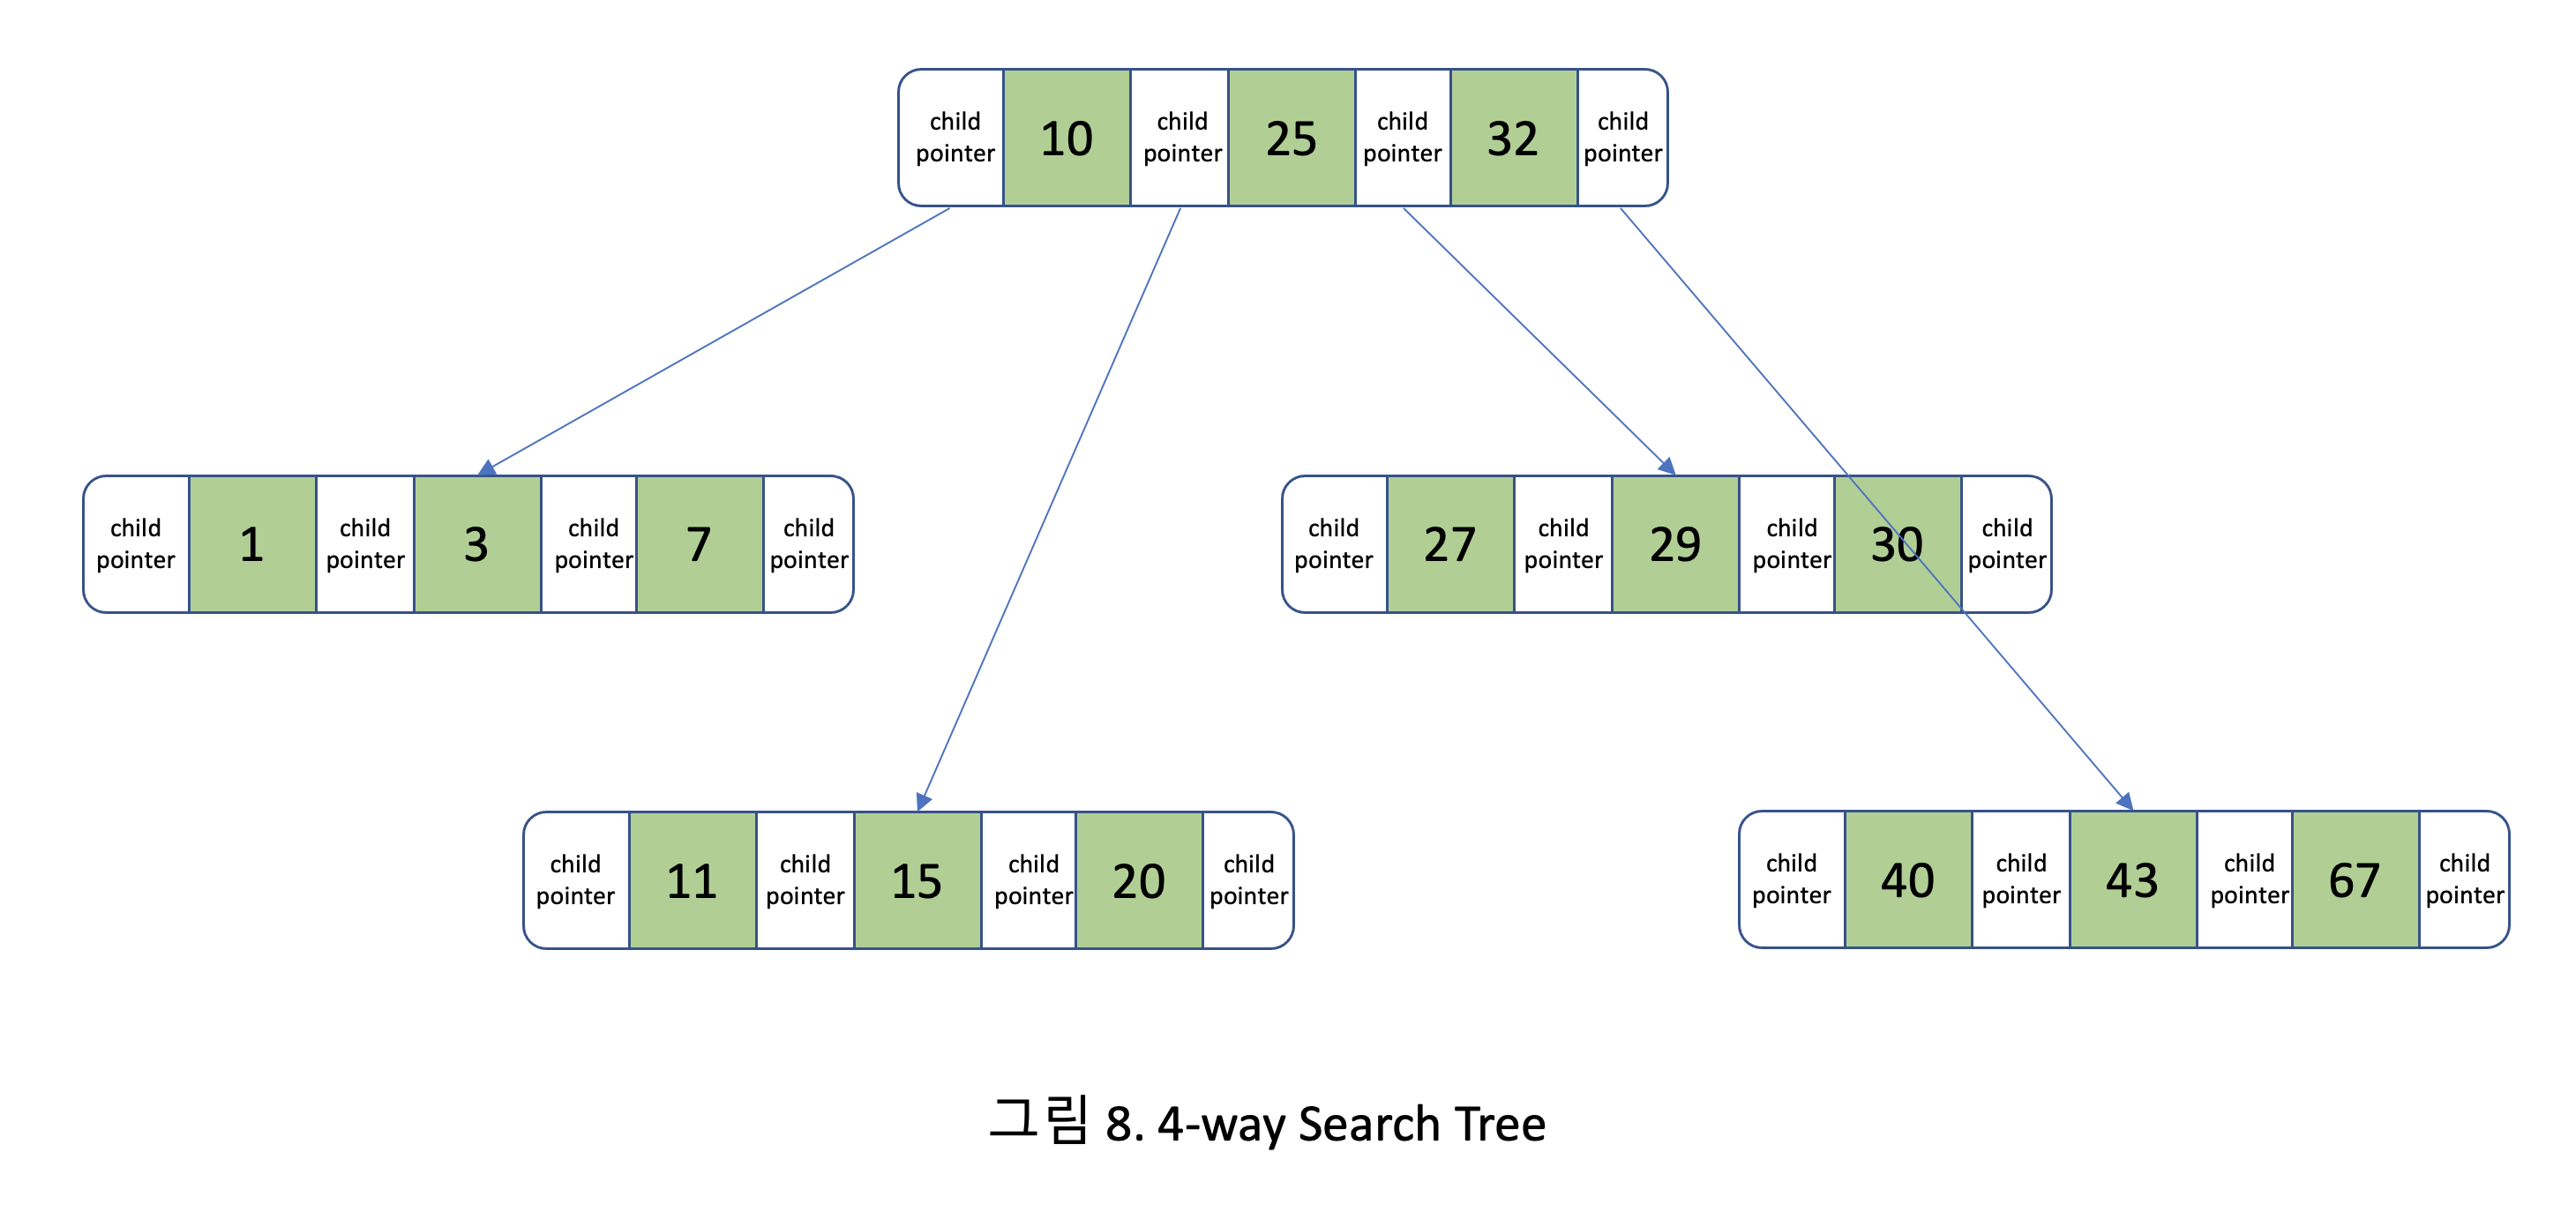 child pointer 10 child pointer 25 child pointer 32 child pointer
child pointer 1 child pointer 3 child pointer 7 child pointer
child pointer 27 child pointer 29 child pointer 30 child pointer
child pointer 11 child pointer 15 child pointer 20 child pointer
child pointer 40 child pointer 43 child pointer 67 child pointer
그림 8. 4-way Search Tree